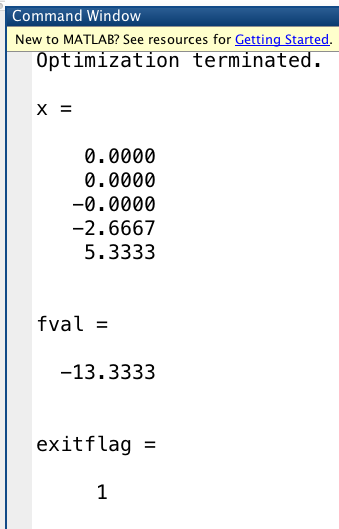 Command Window
New to MATLAB? See resources for Getting Started.
Optimization terminated.
x =
0.0000
0.0000
-0.0000
-2.6667
5.3333
fval =
-13.3333
exitflag =
1